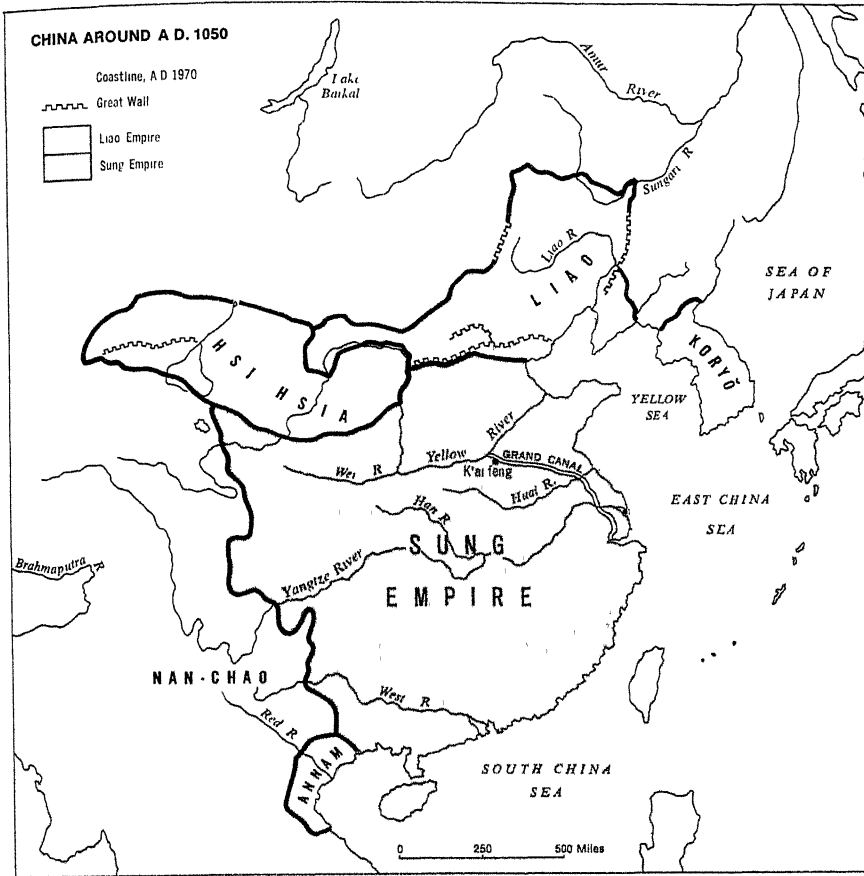 CHINA AROUND A D. 1050
Coastline, A D 1970
Great Wall
Liao Empire
Sung Empire
Lake
Baikal
Amur
River
Sungari R
Liao R
LIAO
SEA OF
JAPAN
HSI HSIA
KORYŎ
YELLOW
SEA
Wei R
Yellow
River
GRAND CANAL
K'ai feng
Huai R.
Han R
EAST CHINA
SEA
SUNG
EMPIRE
Brahmaputra R
Yangtze River
NAN-CHAO
West R
Red R
ANNAM
SOUTH CHINA
SEA
0 250 500 Miles